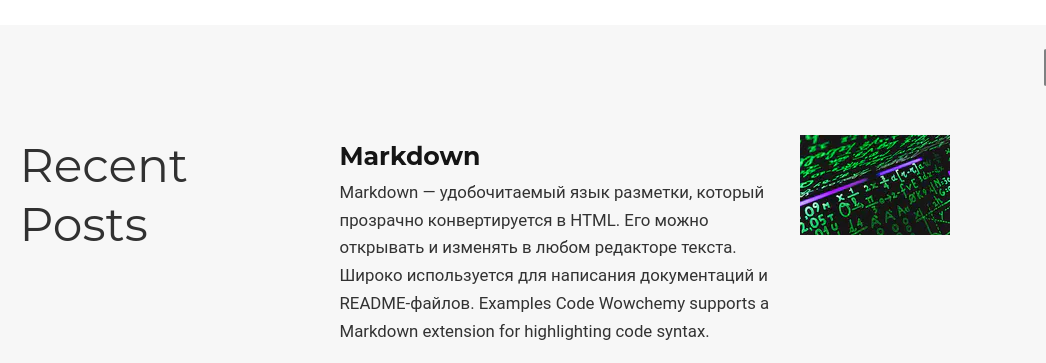 Recent
Posts
Markdown
Markdown — удобочитаемый язык разметки, который
прозрачно конвертируется в HTML. Его можно
открывать и изменять в любом редакторе текста.
Широко используется для написания документаций и
README-файлов. Examples Code Wowchemy supports a
Markdown extension for highlighting code syntax.